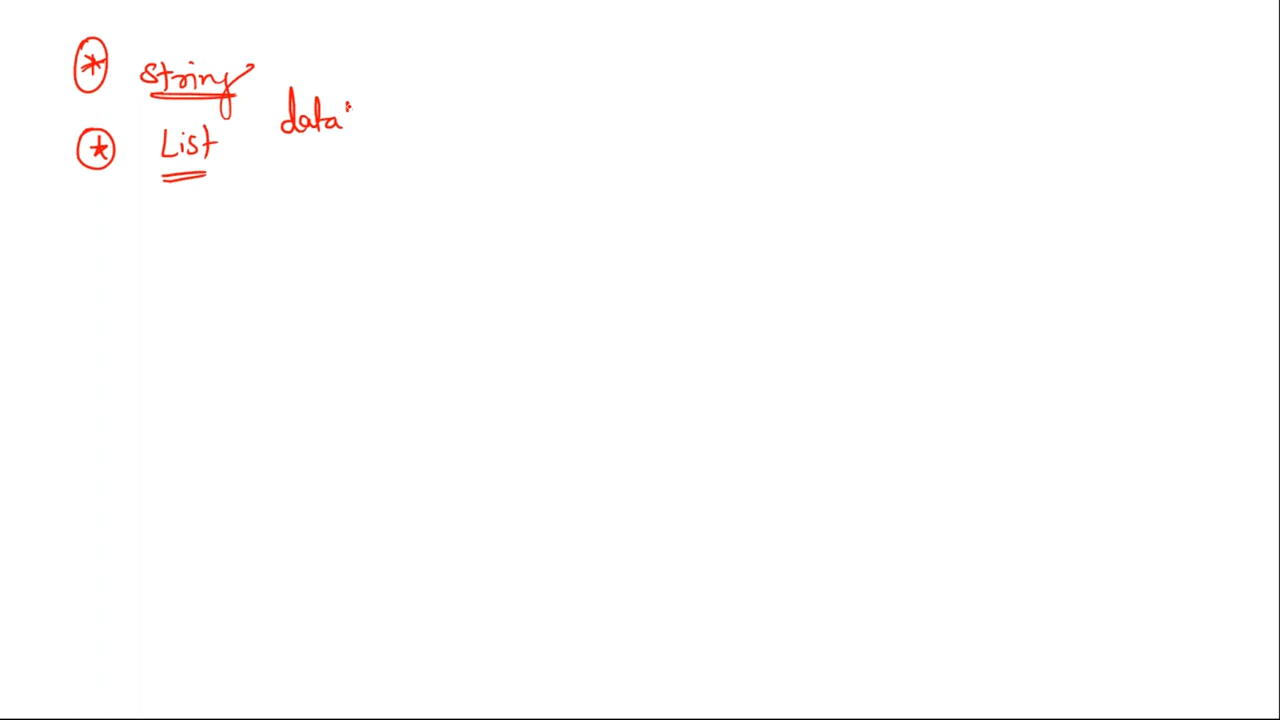 * string
data
* List